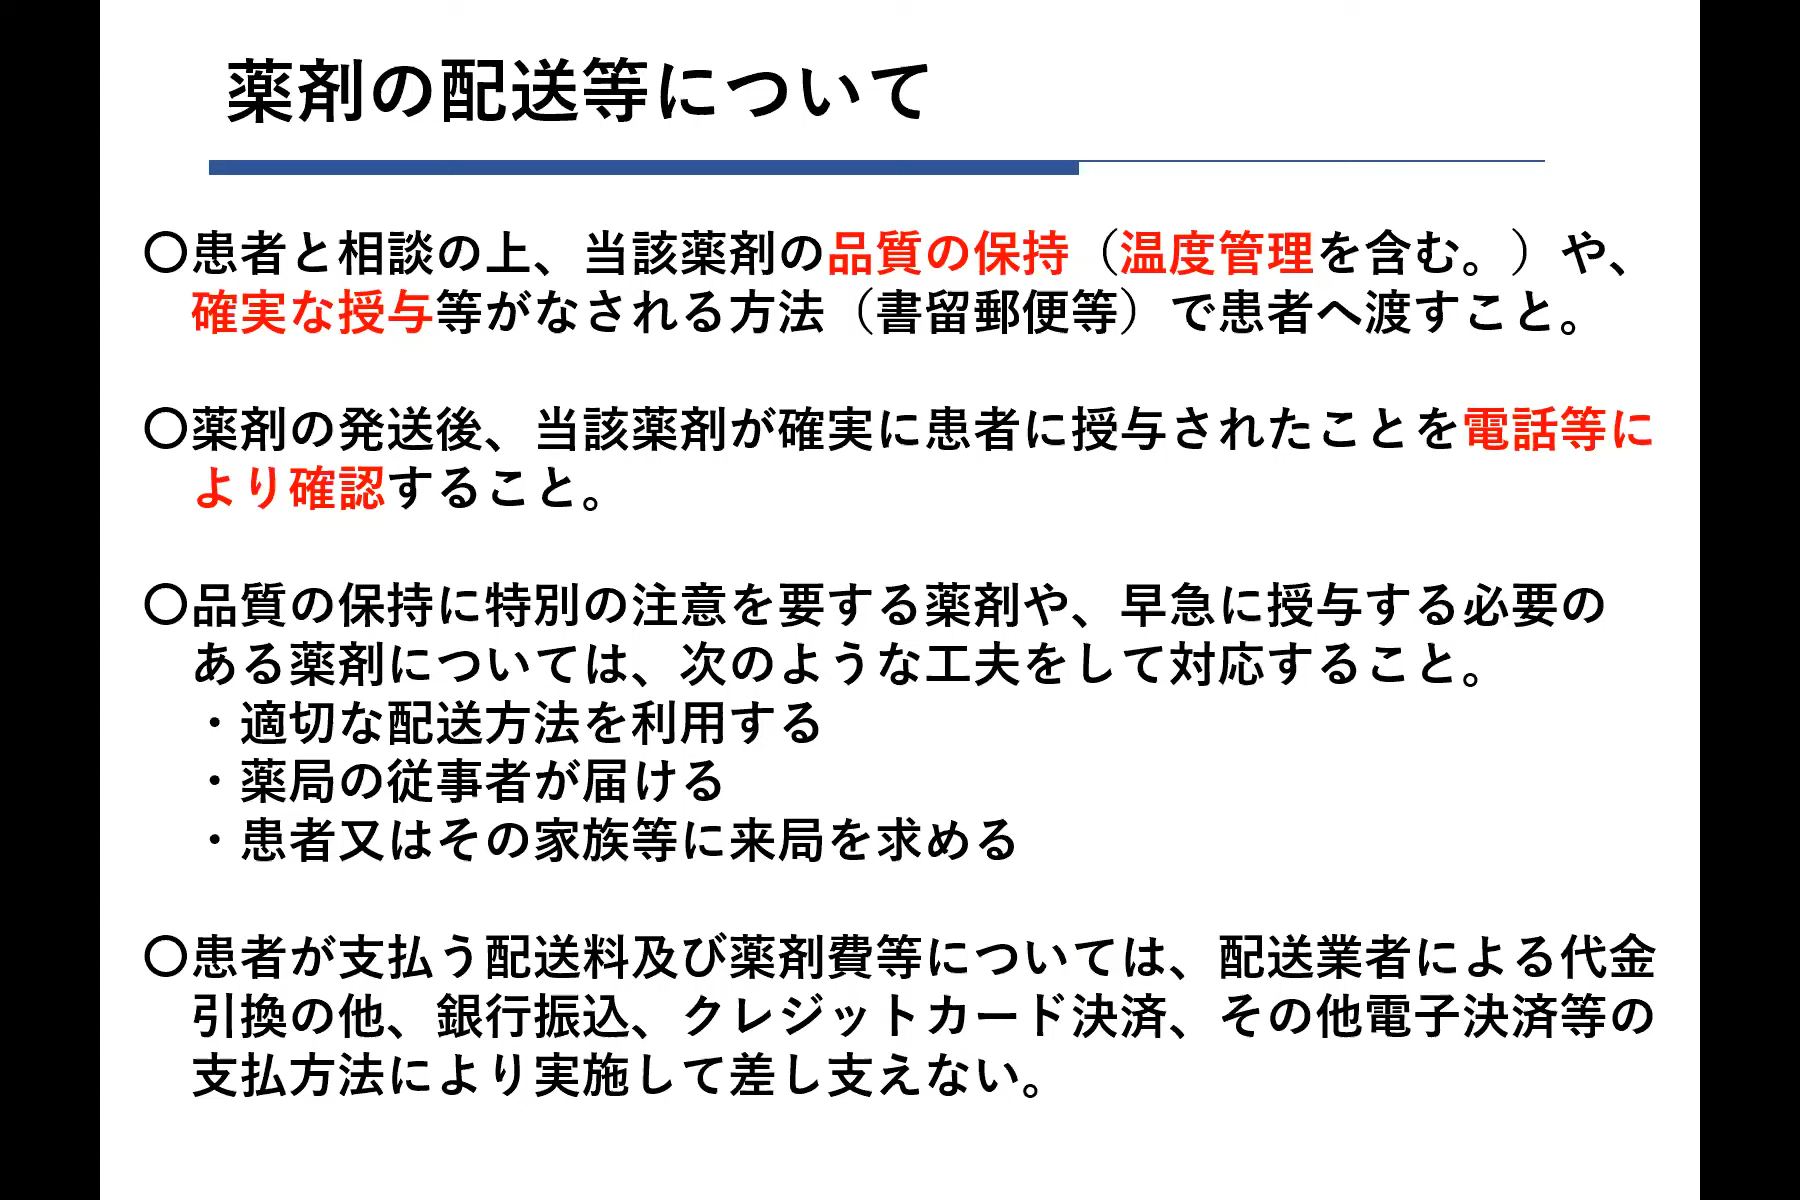 薬剤の配送等について
〇患者と相談の上、当該薬剤の品質の保持（温度管理を含む。）や、
確実な授与等がなされる方法（書留郵便等）で患者へ渡すこと。
〇薬剤の発送後、当該薬剤が確実に患者に授与されたことを電話等に
より確認すること。
〇品質の保持に特別の注意を要する薬剤や、早急に授与する必要の
ある薬剤については、次のような工夫をして対応すること。
・適切な配送方法を利用する
・薬局の従事者が届ける
・患者又はその家族等に来局を求める
〇患者が支払う配送料及び薬剤費等については、配送業者による代金
引換の他、銀行振込、クレジットカード決済、その他電子決済等の
支払方法により実施して差し支えない。